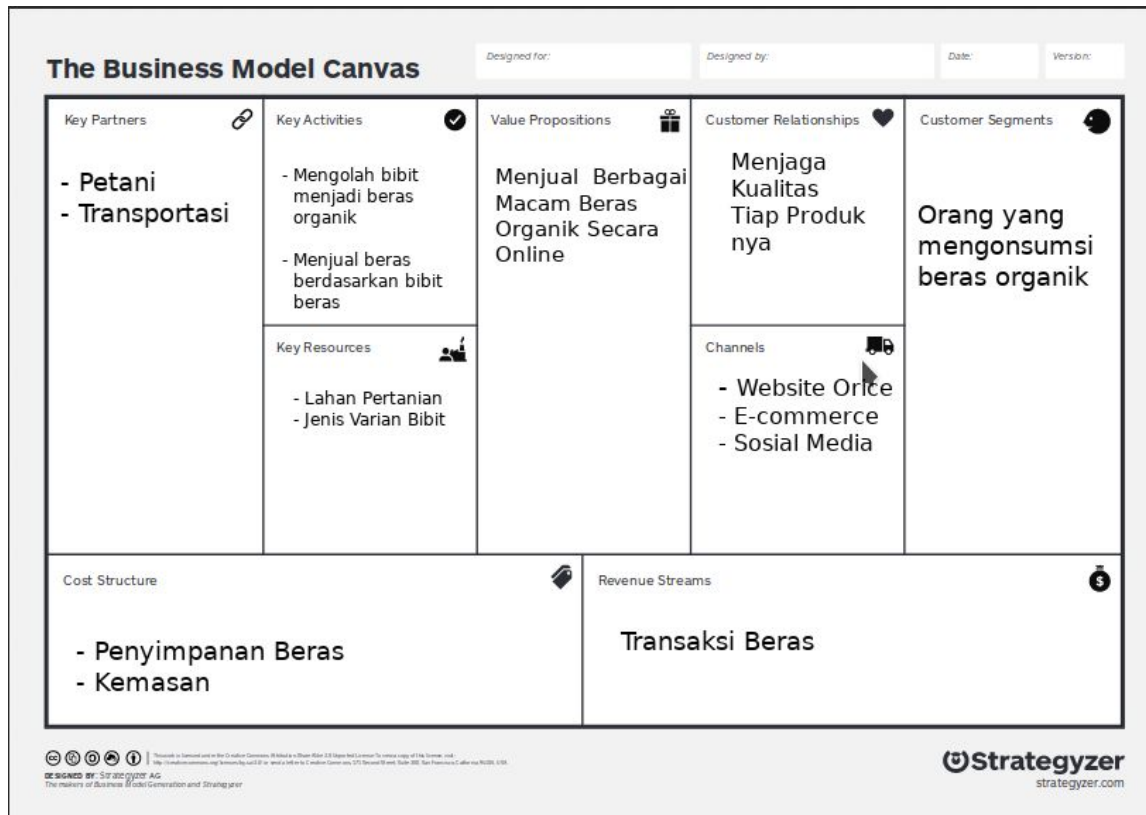 The Business Model Canvas
Designed for:
Designed by:
Date:
Version:
Key Partners
- Petani
- Transportasi
Key Activities
- Mengolah bibit
menjadi beras
organik
- Menjual beras
berdasarkan bibit
beras
Key Resources
- Lahan Pertanian
- Jenis Varian Bibit
Value Propositions
Menjual Berbagai
Macam Beras
Organik Secara
Online
Customer Relationships
Menjaga
Kualitas
Tiap Produk
nya
Channels
- Website Orice
- E-commerce
- Sosial Media
Customer Segments
Orang yang
mengonsumsi
beras organik
Cost Structure
- Penyimpanan Beras
- Kemasan
Revenue Streams
Transaksi Beras
DESIGNED BY: Strategyzer AG
The makers of Business Model Generation and Strategyzer
Strategyzer
strategyzer.com